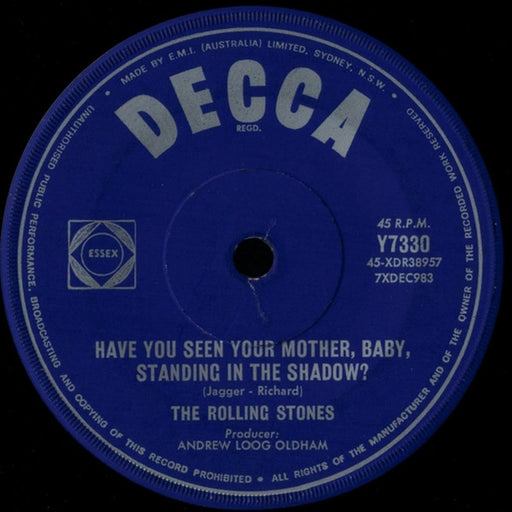 MADE BY E.M.I. (AUSTRALIA) LIMITED, SYDNEY, N.S.W.
UNAUTHORISED PUBLIC PERFORMANCE, BROADCASTING AND COPYING OF THIS RECORD PROHIBITED • ALL RIGHTS OF THE MANUFACTURER AND OF THE OWNER OF THE RECORDED WORK RESERVED
DECCA
REGD.
ESSEX
45 R.P.M.
Y7330
45-XDR38957
7XDEC983
HAVE YOU SEEN YOUR MOTHER, BABY,
STANDING IN THE SHADOW?
(Jagger - Richard)
THE ROLLING STONES
Producer:
ANDREW LOOG OLDHAM